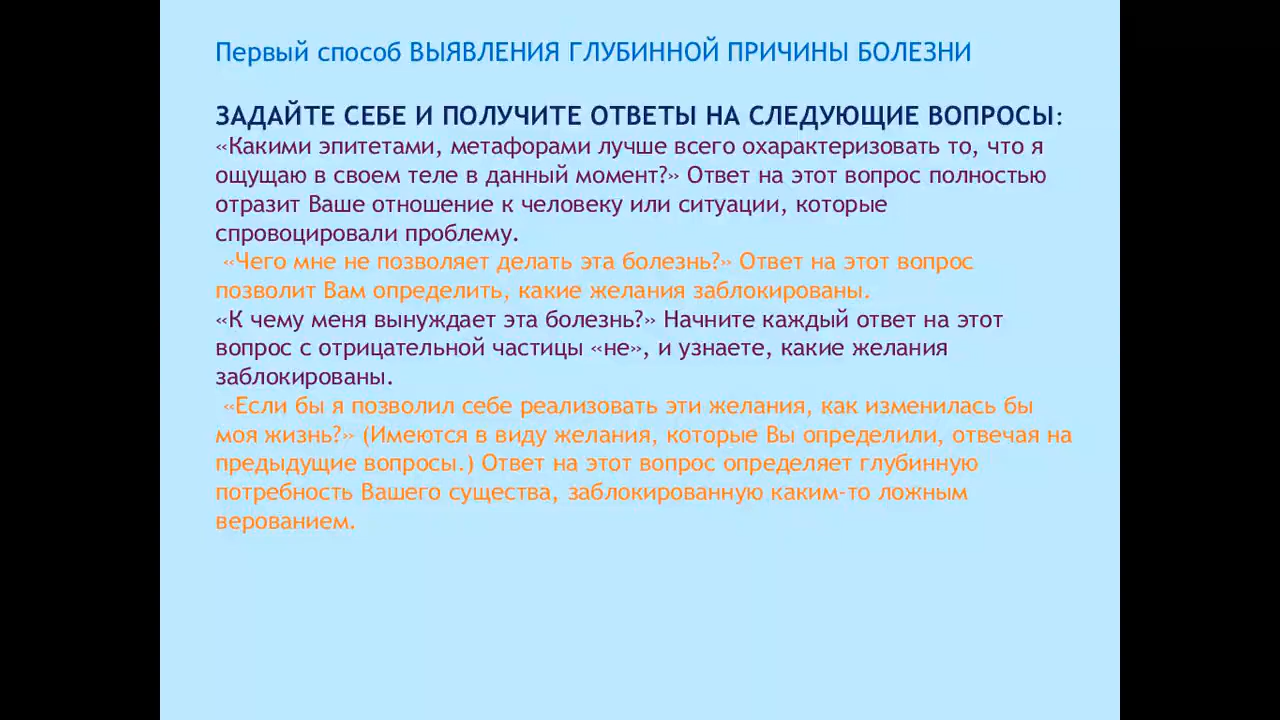 Первый способ ВЫЯВЛЕНИЯ ГЛУБИННОЙ ПРИЧИНЫ БОЛЕЗНИ
ЗАДАЙТЕ СЕБЕ И ПОЛУЧИТЕ ОТВЕТЫ НА СЛЕДУЮЩИЕ ВОПРОСЫ:
«Какими эпитетами, метафорами лучше всего охарактеризовать то, что я
ощущаю в своем теле в данный момент?» Ответ на этот вопрос полностью
отразит Ваше отношение к человеку или ситуации, которые
спровоцировали проблему.
«Чего мне не позволяет делать эта болезнь?» Ответ на этот вопрос
позволит Вам определить, какие желания заблокированы.
«К чему меня вынуждает эта болезнь?» Начните каждый ответ на этот
вопрос с отрицательной частицы «не», и узнаете, какие желания
заблокированы.
«Если бы я позволил себе реализовать эти желания, как изменилась бы
моя жизнь?» (Имеются в виду желания, которые Вы определили, отвечая на
предыдущие вопросы.) Ответ на этот вопрос определяет глубинную
потребность Вашего существа, заблокированную каким-то ложным
верованием.